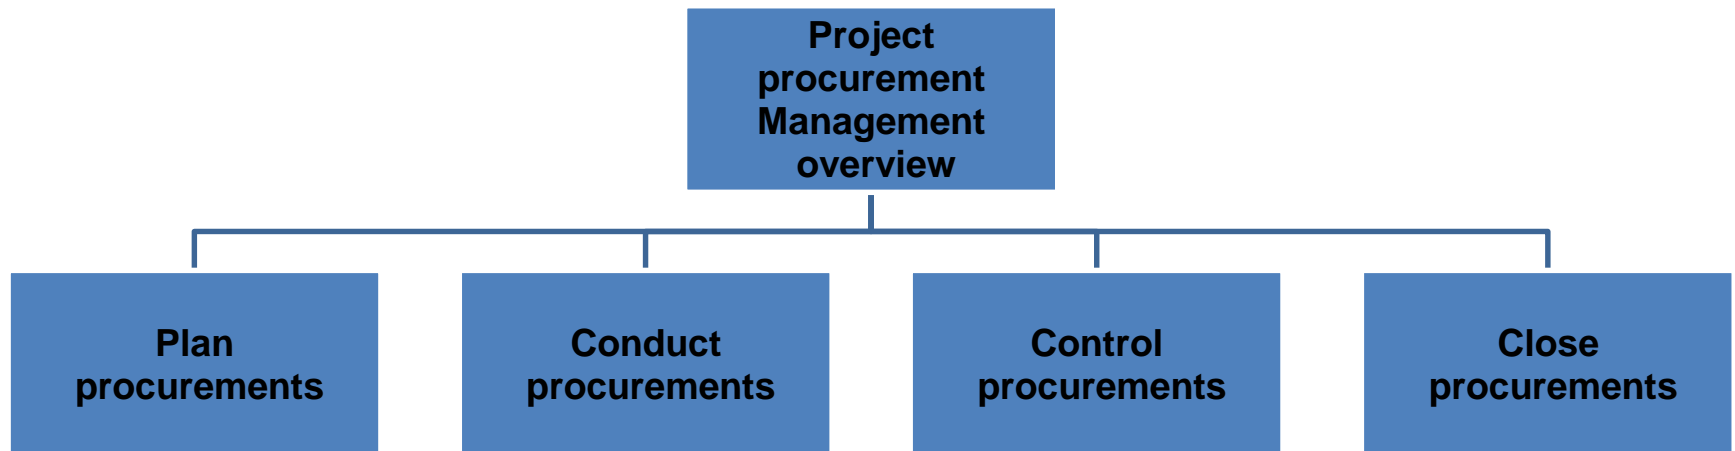 Project
procurement
Management
overview
Plan
procurements
Conduct
procurements
Control
procurements
Close
procurements